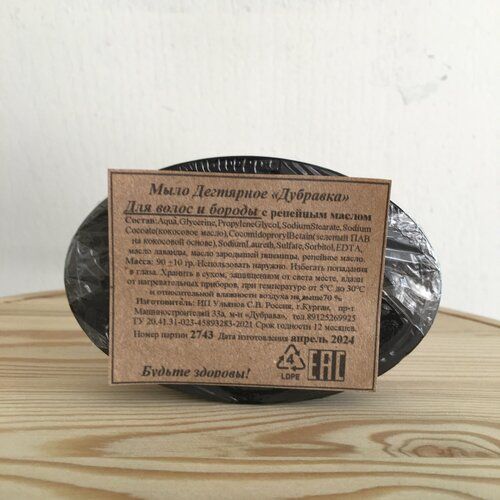 Мыло Дегтярное «Дубравка»
Для волос и бороды с репейным маслом
Состав:Aqua,Glycerine,PropyleneGlycol,SodiumStearate,Sodium
Cocoate(кокосовое масло),CocomidoprorylBetain(зеленый ПАВ
на кокосовой основе),SodiumLaureth,Sulfate,Sorbitol,EDTA,
масло лаванды, масло зародышей пшеницы, репейное масло.
Масса: 90 ±10 гр. Использовать наружно. Избегать попадания
в глаза. Хранить в сухом, защищенном от света месте, вдали
от нагревательных приборов, при температуре от 5°C до 30°C
и относительной влажности воздуха не выше70 %
Изготовитель: ИП Ульянов С.В. Россия, г.Курган, пр-т
Машиностроителей 33а, м-н «Дубрава», тел.89125269925
ТУ 20.41.31-023-45893283-2021 Срок годности 12 месяцев.
Номер партии 2743 Дата изготовления апрель 2024
Будьте здоровы!
4
LDPE
EAC